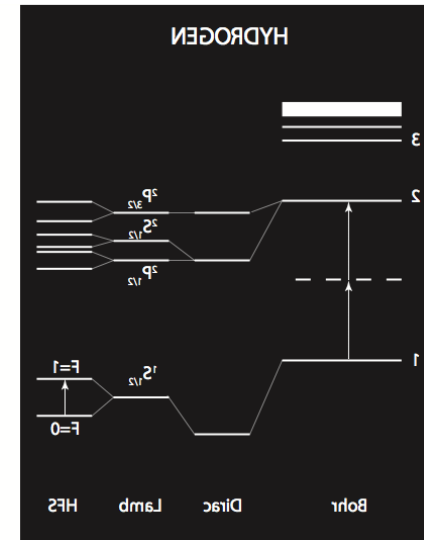 HYDROGEN
3
2
²P₃/₂
²S₁/₂
²P₁/₂
1
¹S₁/₂
F=1
F=0
Bohr Dirac Lamb HFS